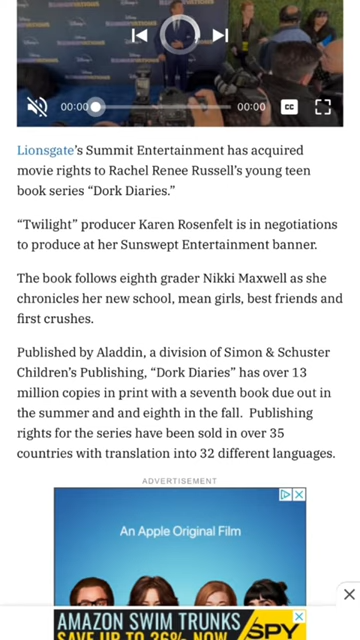 00:00
00:00
CC
Lionsgate's Summit Entertainment has acquired
movie rights to Rachel Renee Russell's young teen
book series “Dork Diaries.”
“Twilight” producer Karen Rosenfelt is in negotiations
to produce at her Sunswept Entertainment banner.
The book follows eighth grader Nikki Maxwell as she
chronicles her new school, mean girls, best friends and
first crushes.
Published by Aladdin, a division of Simon & Schuster
Children's Publishing, “Dork Diaries” has over 13
million copies in print with a seventh book due out in
the summer and and eighth in the fall.  Publishing
rights for the series have been sold in over 35
countries with translation into 32 different languages.
ADVERTISEMENT
An Apple Original Film
AMAZON SWIM TRUNKS
SAVE UP TO 36% NOW
SPY